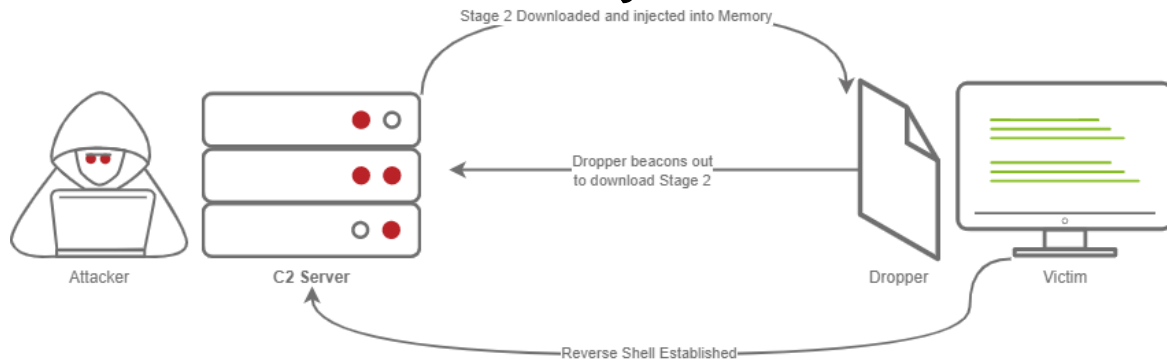 Stage 2 Downloaded and injected into Memory
Dropper beacons out
to download Stage 2
Attacker
C2 Server
Dropper
Victim
Reverse Shell Established